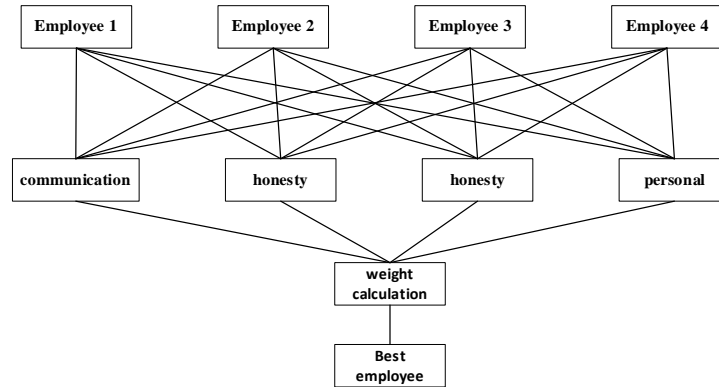 Employee 1
Employee 2
Employee 3
Employee 4
communication
honesty
honesty
personal
weight
calculation
Best
employee